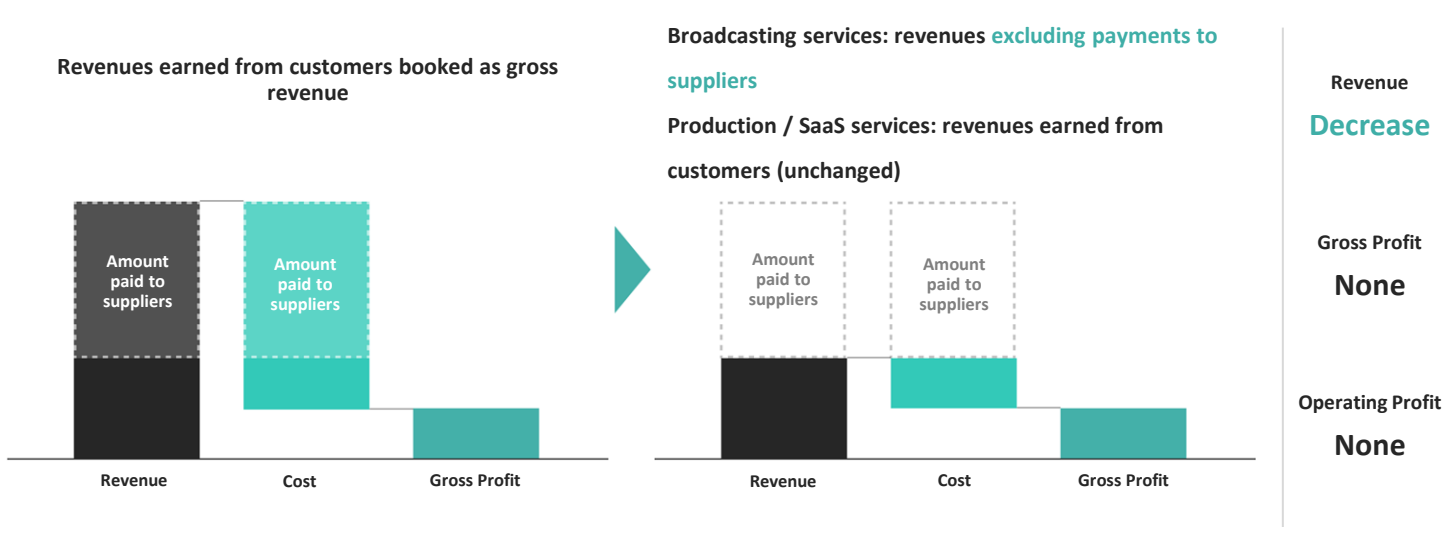 Revenues earned from customers booked as gross
revenue
Amount
paid to
suppliers
Amount
paid to
suppliers
Revenue
Cost
Gross Profit
Broadcasting services: revenues excluding payments to
suppliers
Production / SaaS services: revenues earned from
customers (unchanged)
Amount
paid to
suppliers
Amount
paid to
suppliers
Revenue
Cost
Gross Profit
Revenue
Decrease
Gross Profit
None
Operating Profit
None